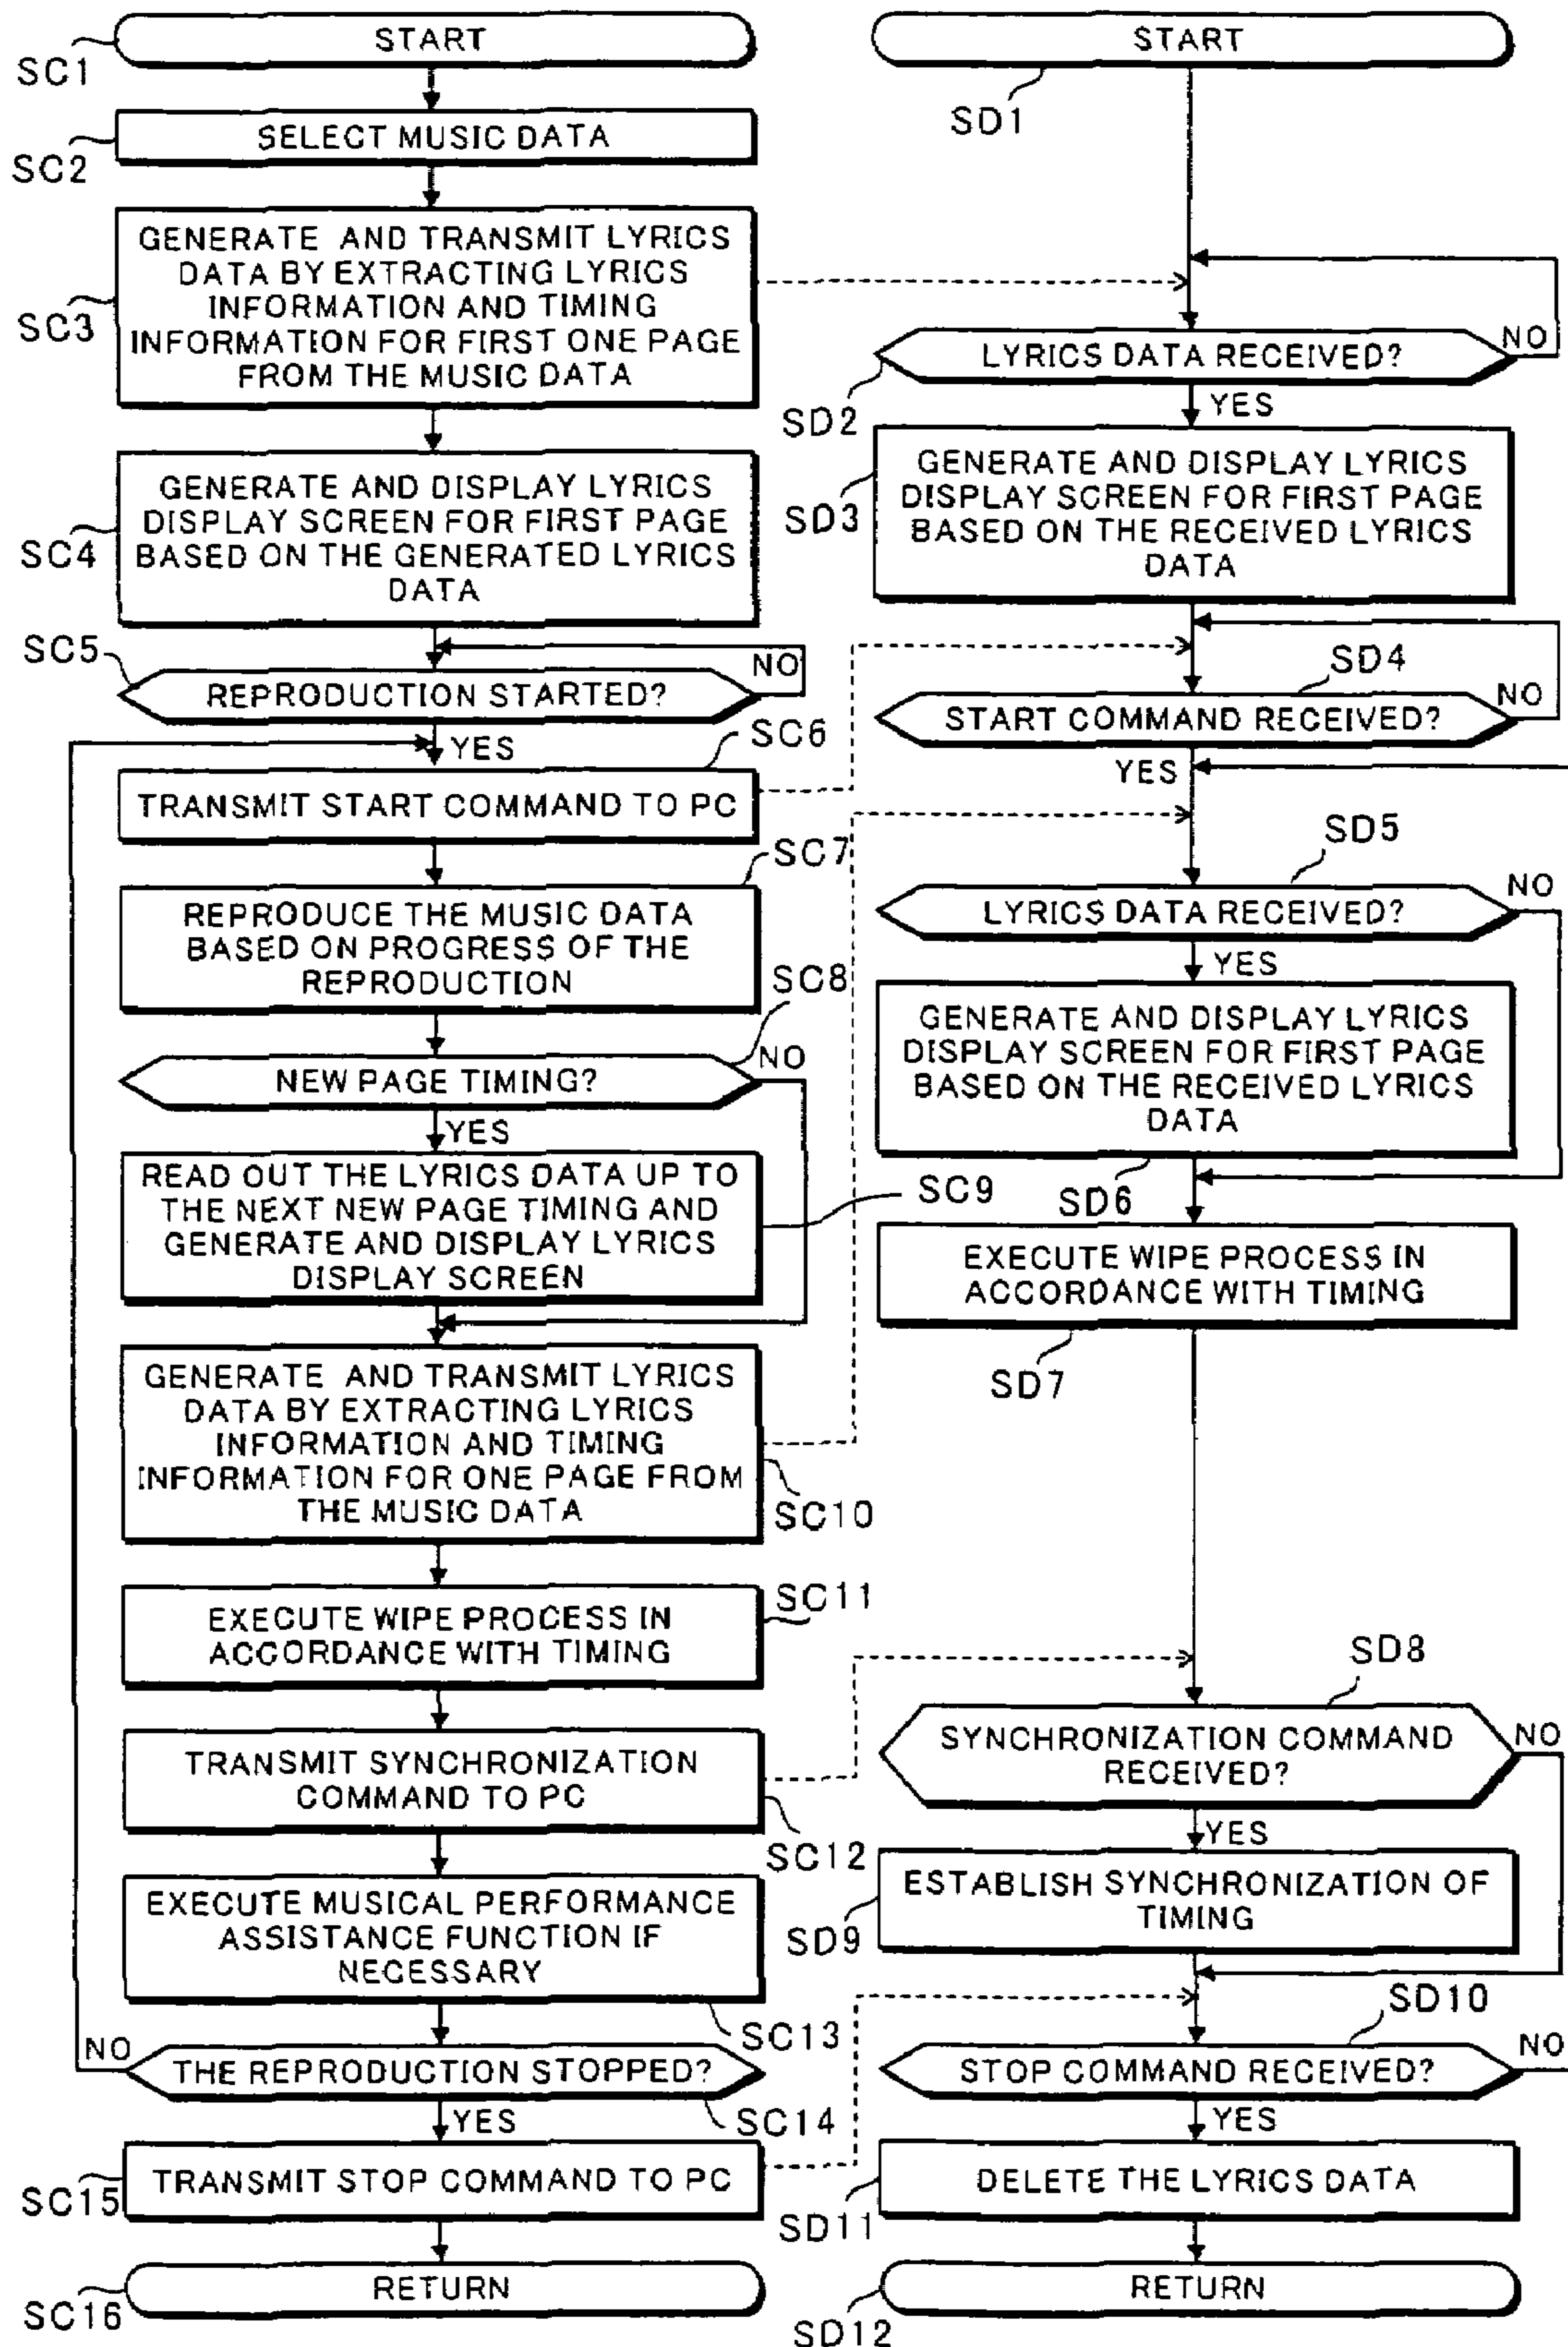 START
SC1
SELECT MUSIC DATA
SC2
GENERATE AND TRANSMIT LYRICS
DATA BY EXTRACTING LYRICS
INFORMATION AND TIMING
INFORMATION FOR FIRST ONE PAGE
FROM THE MUSIC DATA
SC3
GENERATE AND DISPLAY LYRICS
DISPLAY SCREEN FOR FIRST PAGE
BASED ON THE GENERATED LYRICS
DATA
SC4
SC5
REPRODUCTION STARTED?
NO
YES
SC6
TRANSMIT START COMMAND TO PC
SC7
REPRODUCE THE MUSIC DATA
BASED ON PROGRESS OF THE
REPRODUCTION
SC8
NEW PAGE TIMING?
NO
YES
READ OUT THE LYRICS DATA UP TO
THE NEXT NEW PAGE TIMING AND
GENERATE AND DISPLAY LYRICS
DISPLAY SCREEN
SC9
GENERATE AND TRANSMIT LYRICS
DATA BY EXTRACTING LYRICS
INFORMATION AND TIMING
INFORMATION FOR ONE PAGE FROM
THE MUSIC DATA
SC10
EXECUTE WIPE PROCESS IN
ACCORDANCE WITH TIMING
SC11
TRANSMIT SYNCHRONIZATION
COMMAND TO PC
SC12
EXECUTE MUSICAL PERFORMANCE
ASSISTANCE FUNCTION IF
NECESSARY
SC13
NO
THE REPRODUCTION STOPPED?
SC14
YES
TRANSMIT STOP COMMAND TO PC
SC15
RETURN
SC16
START
SD1
LYRICS DATA RECEIVED?
NO
SD2
YES
GENERATE AND DISPLAY LYRICS
DISPLAY SCREEN FOR FIRST PAGE
BASED ON THE RECEIVED LYRICS
DATA
SD3
SD4
START COMMAND RECEIVED?
NO
YES
SD5
LYRICS DATA RECEIVED?
NO
YES
GENERATE AND DISPLAY LYRICS
DISPLAY SCREEN FOR FIRST PAGE
BASED ON THE RECEIVED LYRICS
DATA
SD6
EXECUTE WIPE PROCESS IN
ACCORDANCE WITH TIMING
SD7
SD8
SYNCHRONIZATION COMMAND
RECEIVED?
NO
YES
ESTABLISH SYNCHRONIZATION OF
TIMING
SD9
SD10
STOP COMMAND RECEIVED?
NO
YES
DELETE THE LYRICS DATA
SD11
RETURN
SD12